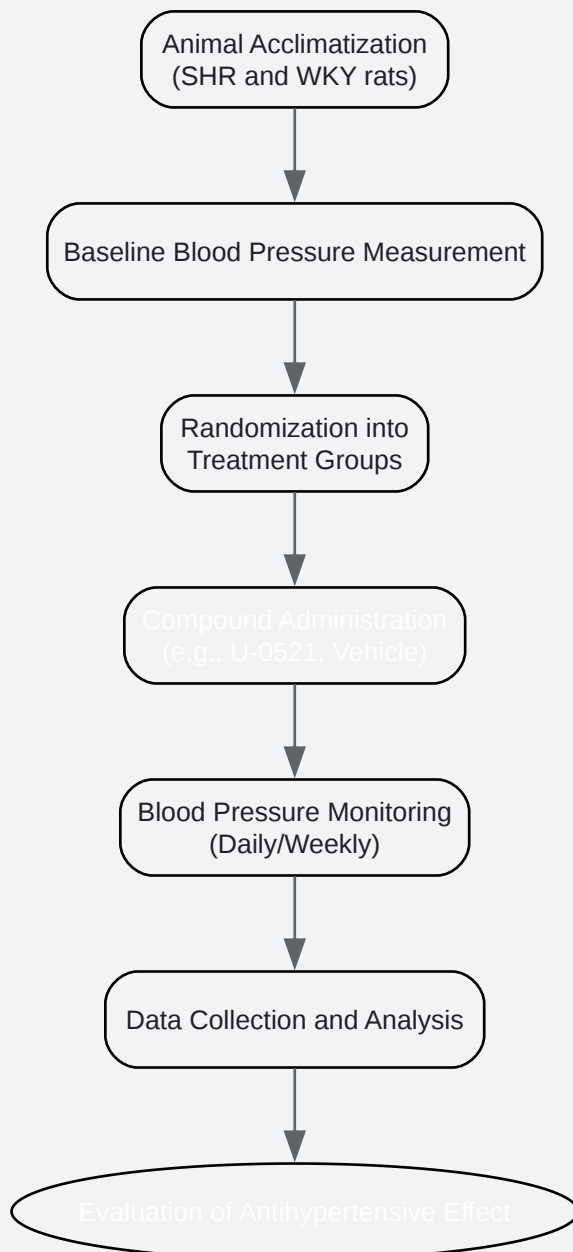 Animal Acclimatization
(SHR and WKY rats)
Baseline Blood Pressure Measurement
Randomization into
Treatment Groups
Compound Administration
(e.g., U-0521, Vehicle)
Blood Pressure Monitoring
(Daily/Weekly)
Data Collection and Analysis
Evaluation of Antihypertensive Effect